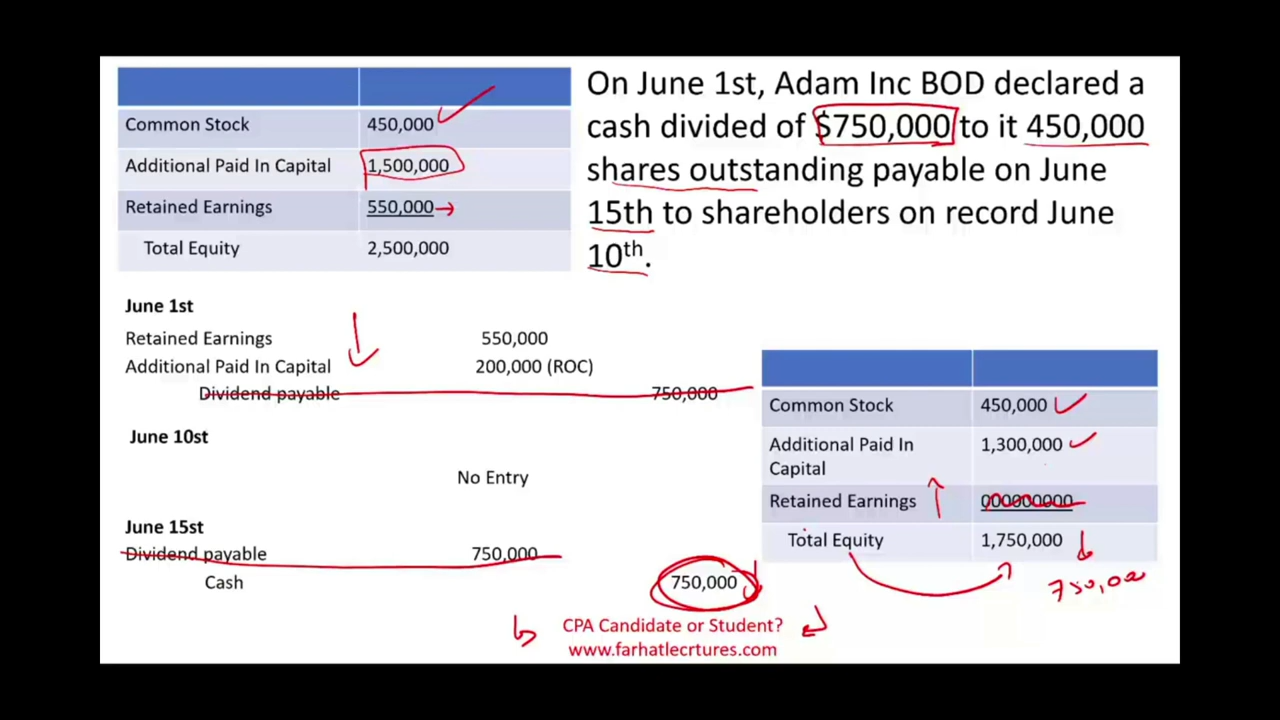 On June 1st, Adam Inc BOD declared a
cash divided of $750,000 to it 450,000
shares outstanding payable on June
15th to shareholders on record June
10th.
Common Stock 450,000
Additional Paid In Capital 1,500,000
Retained Earnings 550,000
Total Equity 2,500,000
June 1st
Retained Earnings 550,000
Additional Paid In Capital 200,000 (ROC)
Dividend payable 750,000
June 10st
No Entry
June 15st
Dividend payable 750,000
Cash 750,000
Common Stock 450,000
Additional Paid In 1,300,000
Capital
Retained Earnings 000000000
Total Equity 1,750,000
750,000
CPA Candidate or Student?
www.farhatlecrtures.com